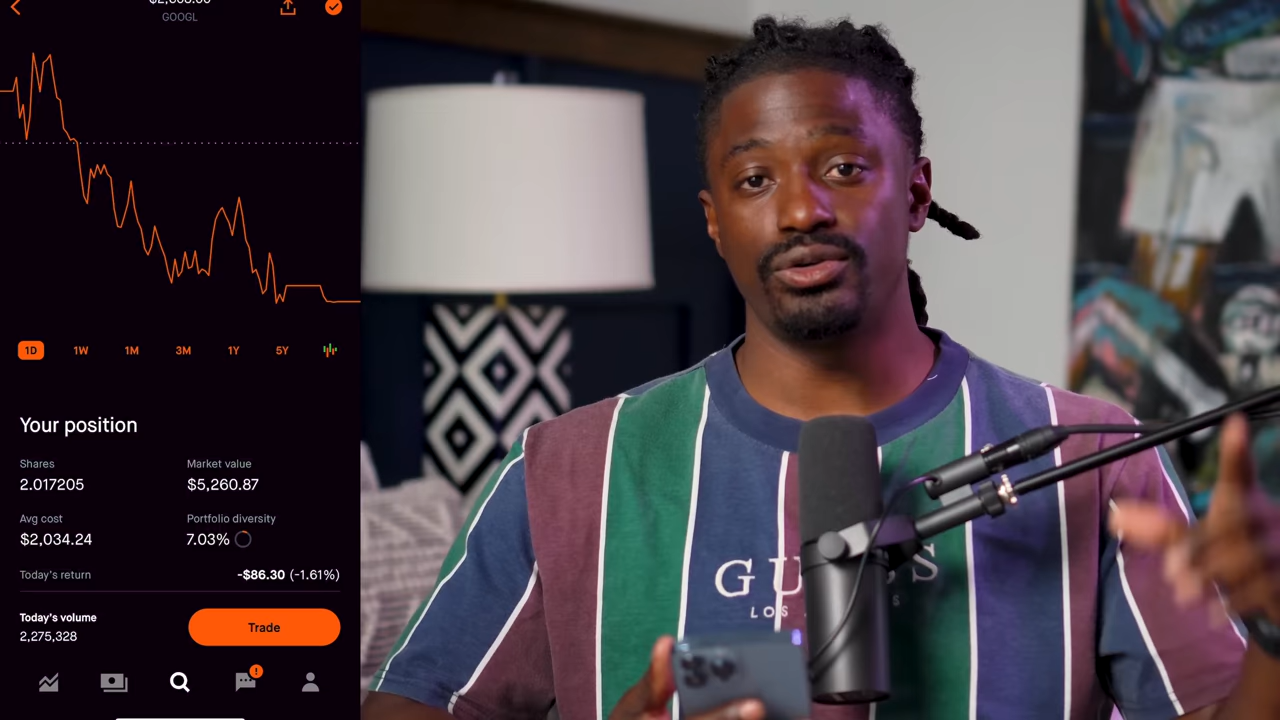 GOOGL
1D 1W 1M 3M 1Y 5Y
Your position
Shares Market value
2.017205 $5,260.87
Avg cost Portfolio diversity
$2,034.24 7.03%
Today's return -$86.30 (-1.61%)
Today's volume
2,275,328
Trade
!
GU S
LOS